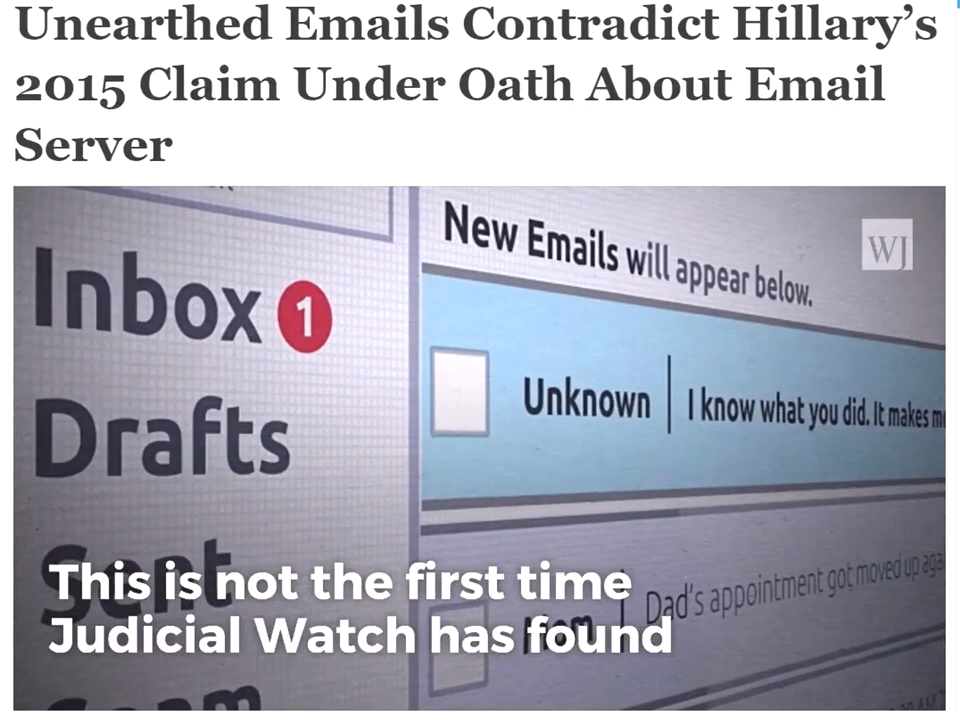 Unearthed Emails Contradict Hillary’s
2015 Claim Under Oath About Email
Server
WJ
New Emails will appear below.
Inbox 1
Unknown | I know what you did. It makes
Drafts
Sent
Mom | Dad's appointment got moved up
This is not the first time
Judicial Watch has found